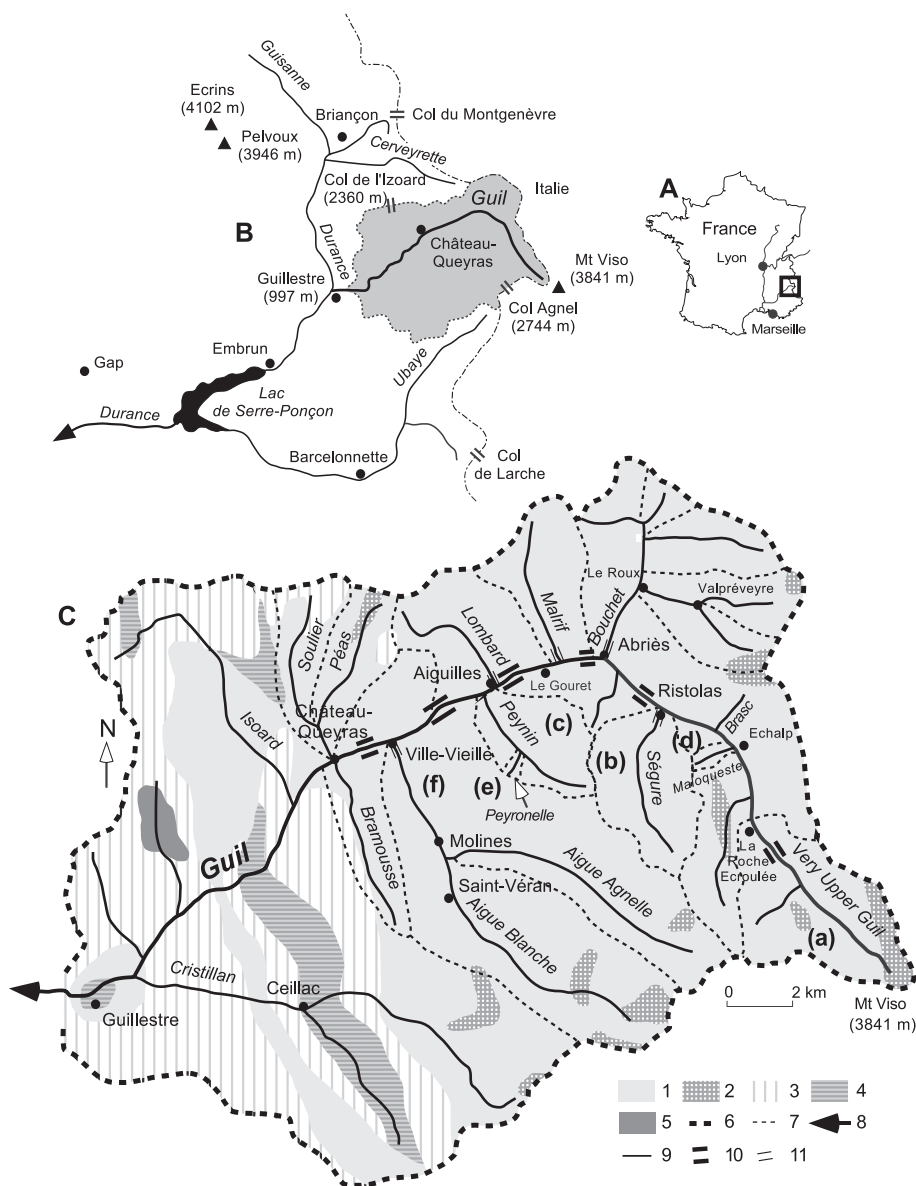 Guisanne
Ecrins
(4102 m)
Briançon
Col du Montgenèvre
Pelvoux
(3946 m)
Cerveyrette
Col de l'Izoard
(2360 m)
Guil
Italie
A
France
Lyon
Marseille
B
Durance
Château-
Queyras
Mt Viso
(3841 m)
Guillestre
(997 m)
Col Agnel
(2744 m)
Embrun
Ubaye
Gap
Lac
de Serre-Ponçon
Durance
Barcelonnette
Col
de Larche
C
Le Roux
Valpréveyre
Soulier
Peas
Lombard
Malrif
Bouchet
Abriès
Aiguilles
Le Gouret
Ristolas
N
Isoard
Château-
Queyras
Peynin
(c)
Brasc
Echalp
Ville-Vieille
(b)
(d)
(f)
(e)
Ségure
Maloqueste
Peyronelle
Bramousse
Guil
Molines
La
Roche
Ecroulée
Very Upper Guil
Saint-Véran
Aigue Agnelle
Aigue Blanche
(a)
Cristillan
Ceillac
Guillestre
0 2 km
Mt Viso
(3841 m)
1 2 3 4
5 6 7 8
9 10 11